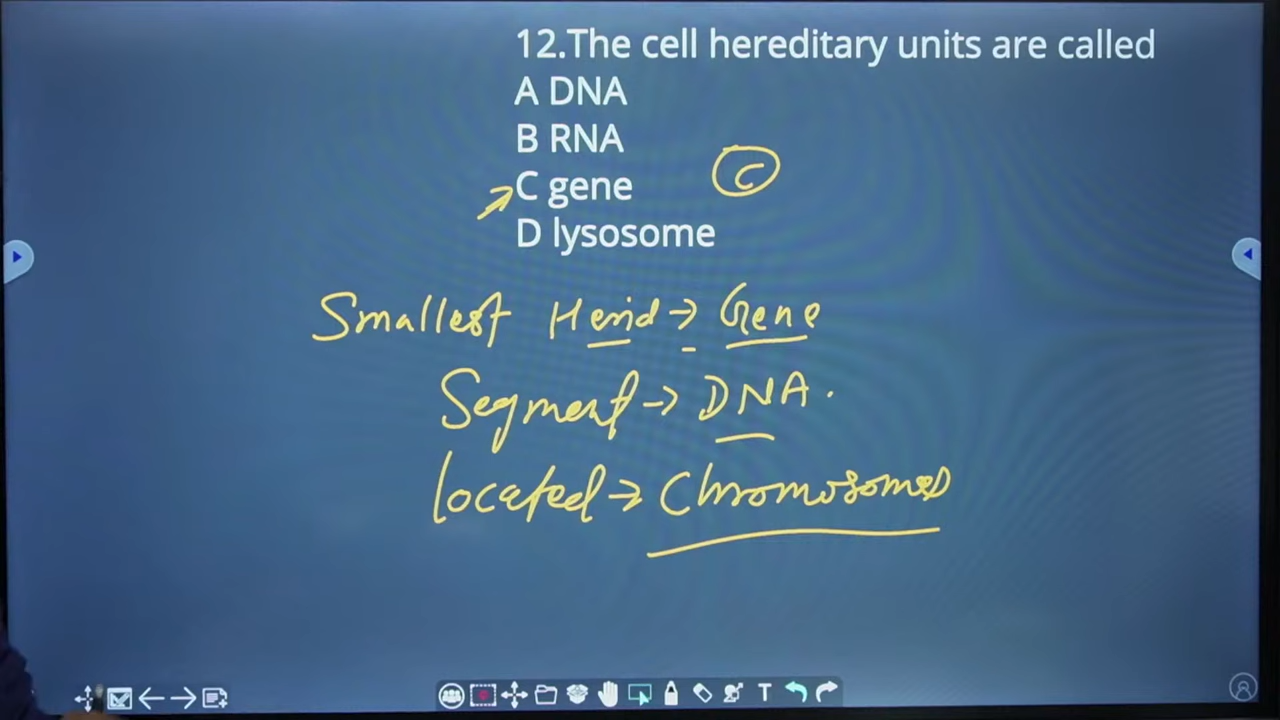 12.The cell hereditary units are called
A DNA
B RNA
C gene
C
D lysosome
Smallest Herid → Gene
Segment → DNA.
located → Chromosomes
T